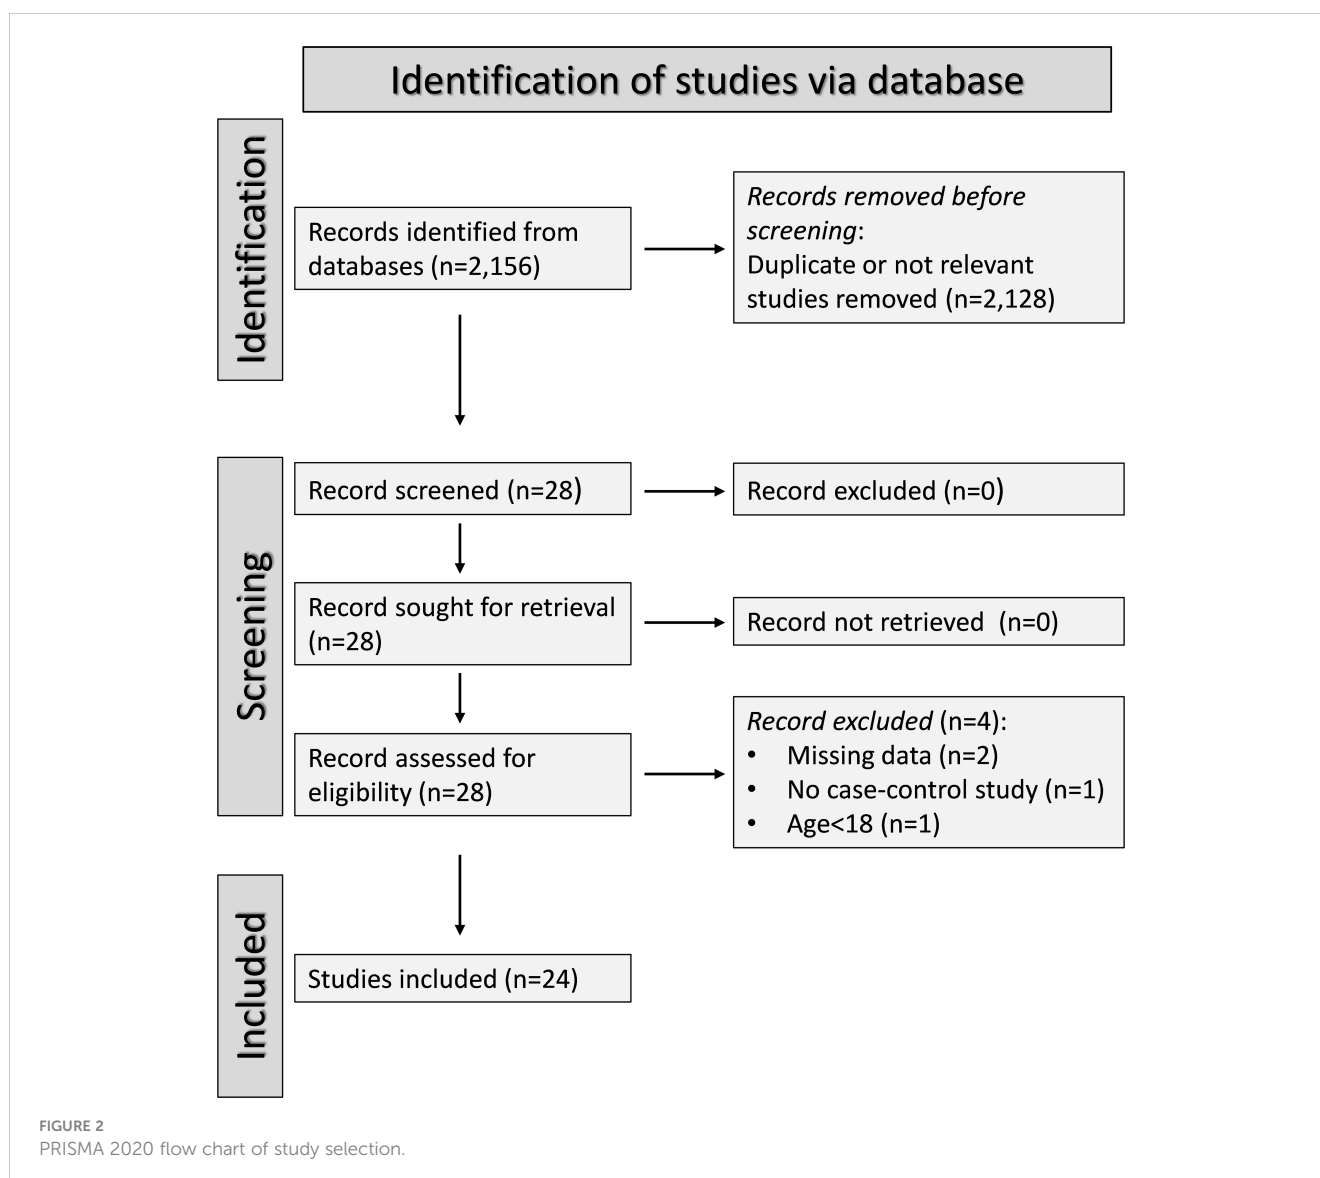 Identification of studies via database
Identification
Records identified from
databases (n=2,156)
Records removed before
screening:
Duplicate or not relevant
studies removed (n=2,128)
Screening
Record screened (n=28)
Record excluded (n=0)
Record sought for retrieval
(n=28)
Record not retrieved  (n=0)
Record assessed for
eligibility (n=28)
Record excluded (n=4):
• Missing data (n=2)
• No case-control study (n=1)
• Age<18 (n=1)
Included
Studies included (n=24)
FIGURE 2
PRISMA 2020 flow chart of study selection.